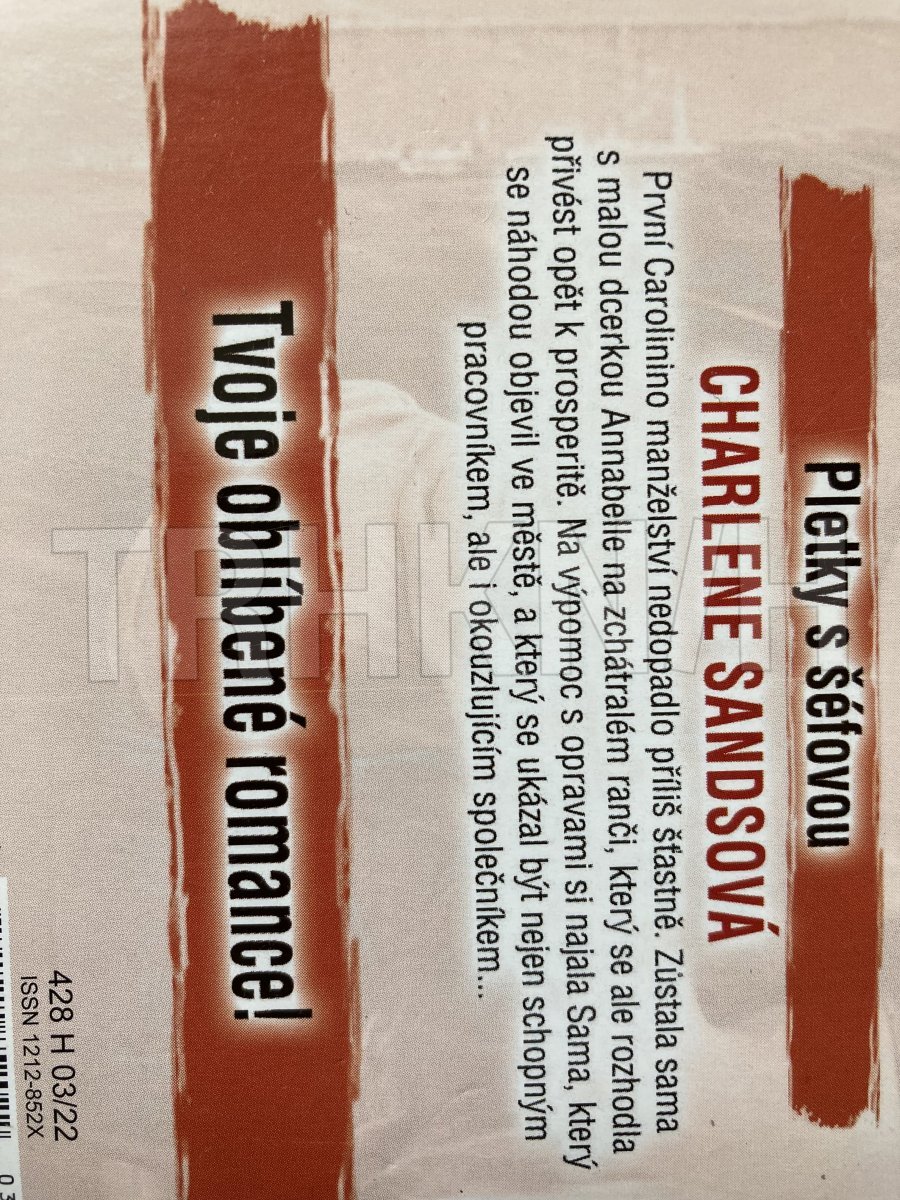 Pletky s šéfovou
CHARLENE SANDSOVÁ
První Carolinino manželství nedopadlo příliš šťastně. Zůstala sama
s malou dcerkou Annabelle na zchátralém ranči, který se ale rozhodla
přivést opět k prosperitě. Na výpomoc s opravami si najala Sama, který
se náhodou objevil ve městě, a který se ukázal být nejen schopným
pracovníkem, ale i okouzlujícím společníkem...
Tvoje oblíbené romance!
428 H 03/22
ISSN 1212-852X
03